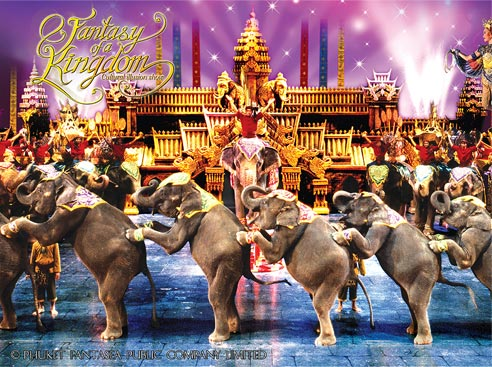 Fantasy
of a
Kingdom
Cultural illusion show
© PHUKET FANTASEA PUBLIC COMPANY LIMITED